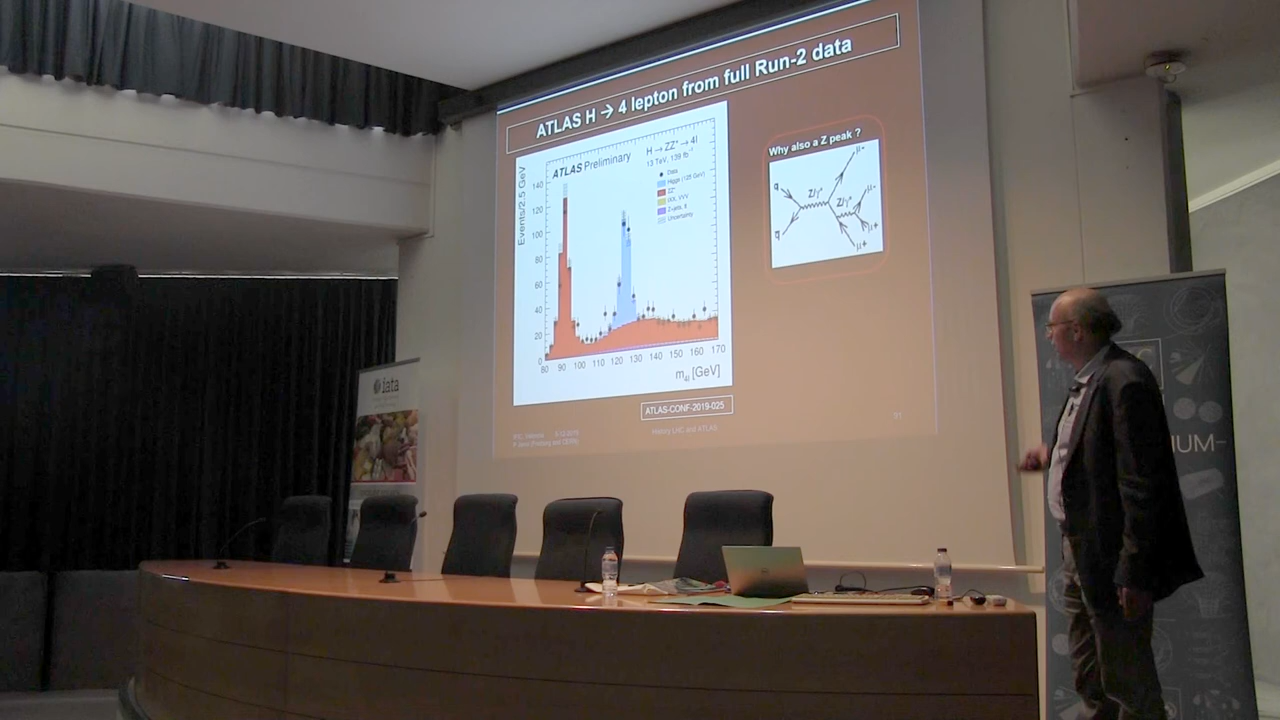 ATLAS H → 4 lepton from full Run-2 data
ATLAS Preliminary
H → ZZ* → 4l
13 TeV, 139 fb⁻¹
Data
Higgs (125 GeV)
ZZ*
Uncertainty
Events/2.5 GeV
140
120
100
80
60
40
20
0
80 90 100 110 120 130 140 150 160 170
m4l [GeV]
ATLAS-CONF-2019-025
History LHC and ATLAS
Why also a Z peak ?
q
Z/γ*
μ-
Z/γ*
μ-
μ+
q̄
μ+
iata
IUM-